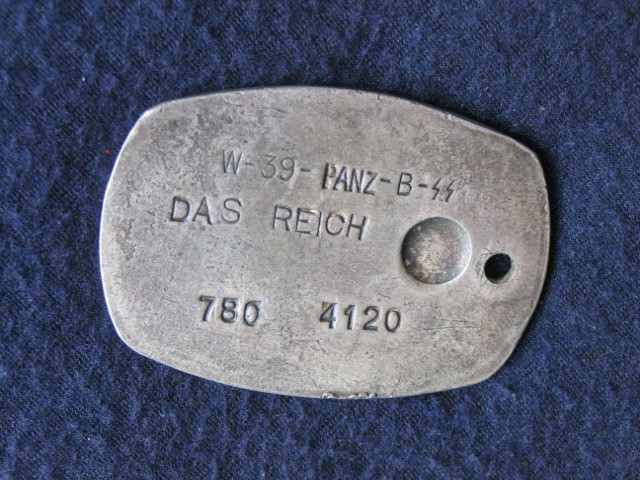 W-39-PANZ-B-ᛋᛋ
DAS REICH
780 4120